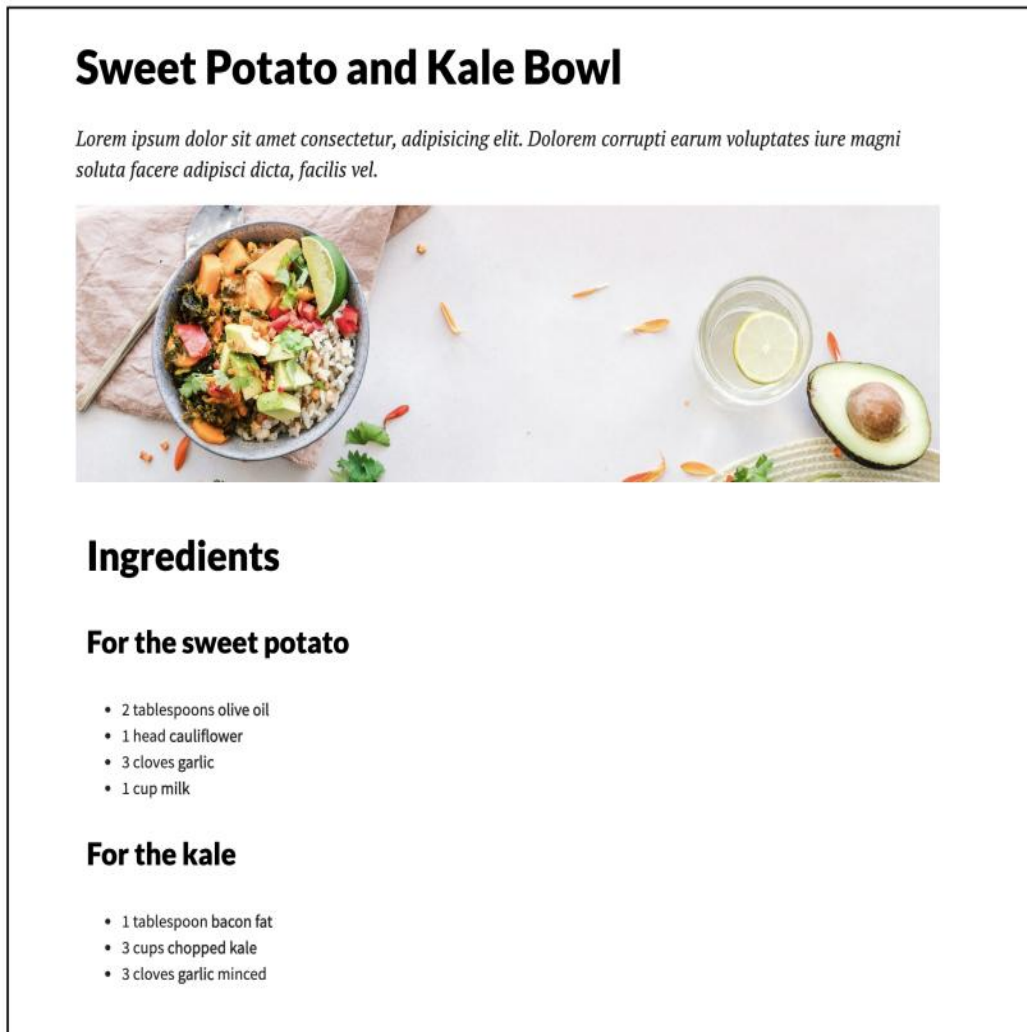 Sweet Potato and Kale Bowl
Lorem ipsum dolor sit amet consectetur, adipisicing elit. Dolorem corrupti earum voluptates iure magni
soluta facere adipisci dicta, facilis vel.
Ingredients
For the sweet potato
• 2 tablespoons olive oil
• 1 head cauliflower
• 3 cloves garlic
• 1 cup milk
For the kale
• 1 tablespoon bacon fat
• 3 cups chopped kale
• 3 cloves garlic minced